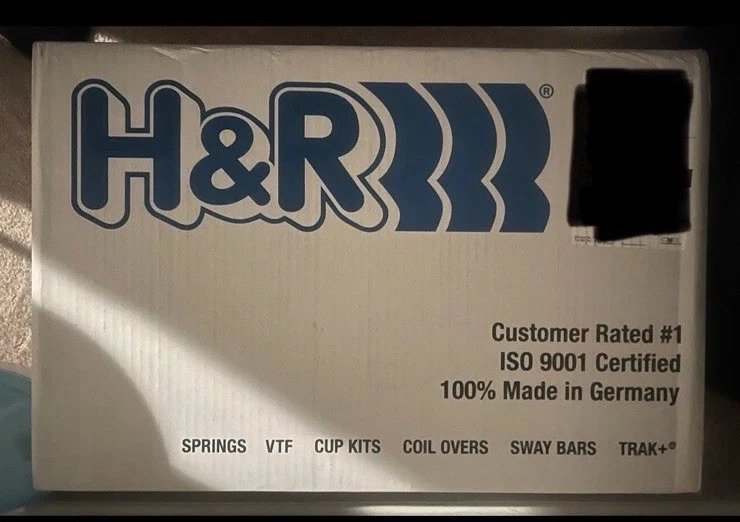 H&R®
Customer Rated #1
ISO 9001 Certified
100% Made in Germany
SPRINGS VTF CUP KITS COIL OVERS SWAY BARS TRAK+®